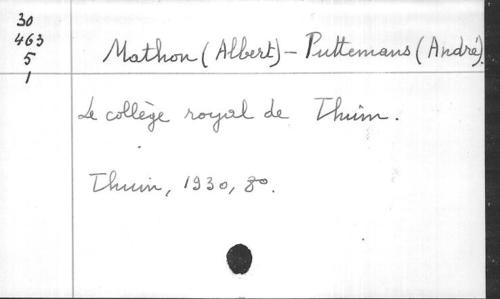 30
463
5
1
Mathon (Albert) - Puttemans (André).
Le collège royal de Thuin.
Thuin, 1930, 8°.